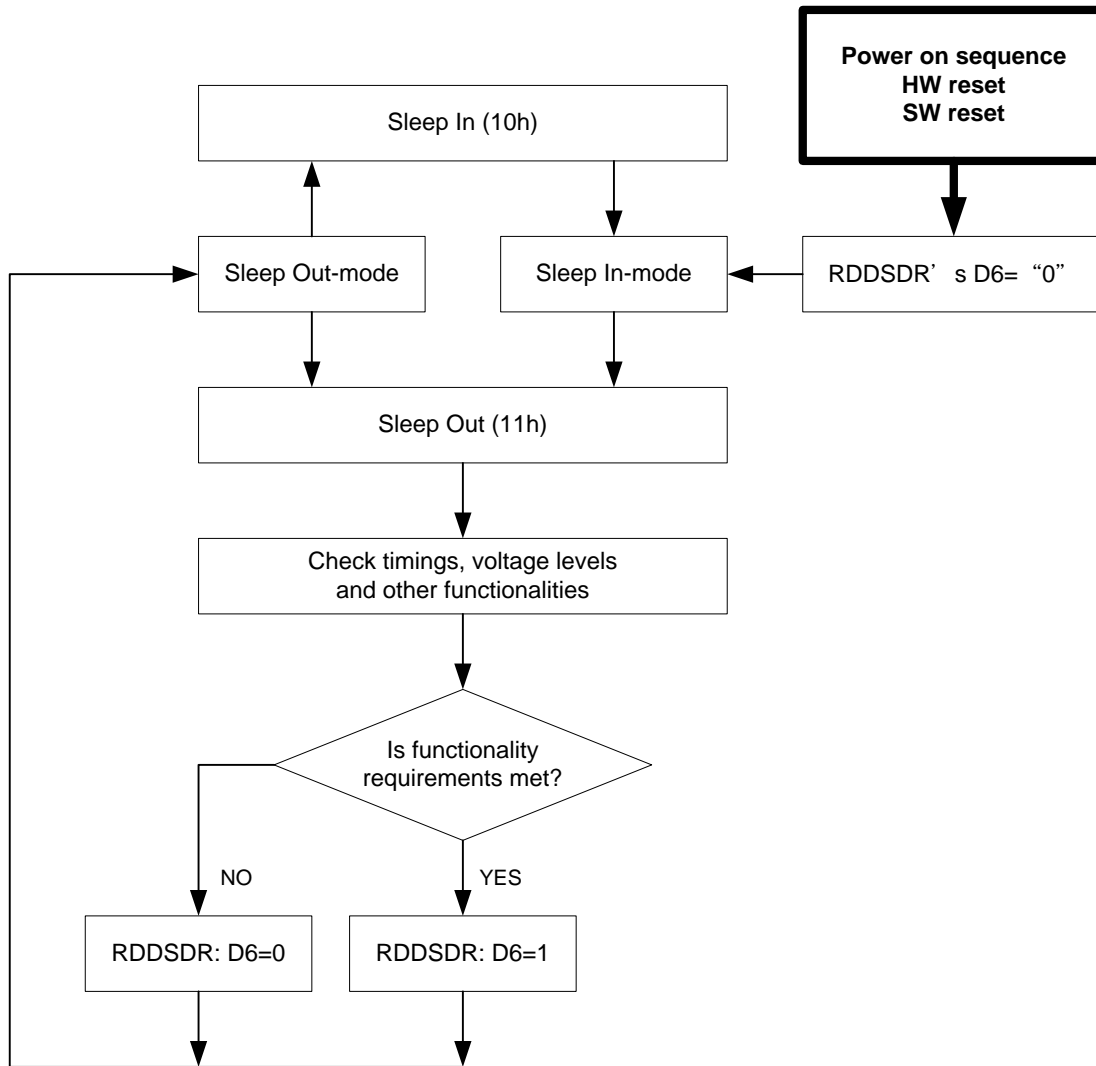 Power on sequence
HW reset
SW reset
Sleep In (10h)
Sleep Out-mode
Sleep In-mode
RDDSDR’ s D6= “0”
Sleep Out (11h)
Check timings, voltage levels
and other functionalities
Is functionality
requirements met?
NO
YES
RDDSDR: D6=0
RDDSDR: D6=1